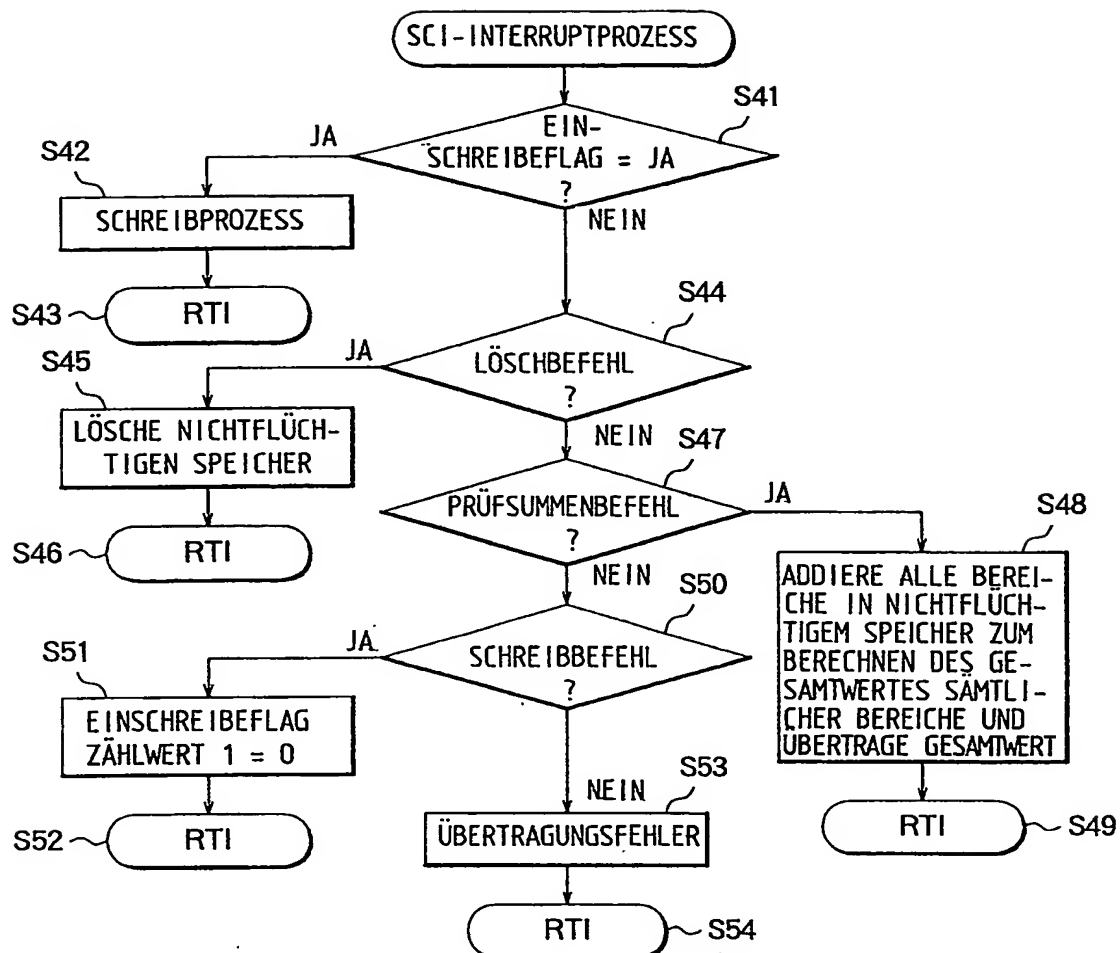 SCI-INTERRUPTPROZESS
S41
EIN-
SCHREIBEFLAG = JA
?
JA
NEIN
S42
SCHREIBPROZESS
S43
RTI
S44
LÖSCHBEFEHL
?
JA
NEIN
S45
LÖSCHE NICHTFLÜCH-
TIGEN SPEICHER
S46
RTI
S47
PRÜFSUMMENBEFEHL
?
JA
NEIN
S48
ADDIERE ALLE BEREI-
CHE IN NICHTFLÜCH-
TIGEM SPEICHER ZUM
BERECHNEN DES GE-
SAMTWERTES SÄMTLI-
CHER BEREICHE UND
ÜBERTRAGE GESAMTWERT
RTI
S49
S50
SCHREIBBEFEHL
?
JA
NEIN
S51
EINSCHREIBEFLAG
ZÄHLWERT 1 = 0
S52
RTI
S53
ÜBERTRAGUNGSFEHLER
RTI
S54